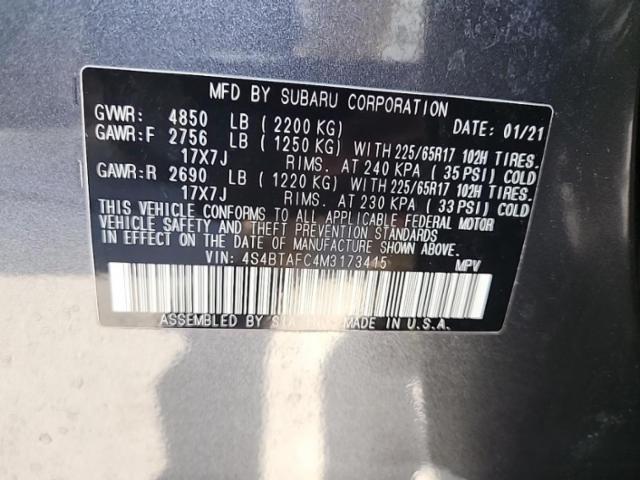 MFD BY SUBARU CORPORATION
GVWR: 4850 LB ( 2200 KG) DATE: 01/21
GAWR:F 2756 LB ( 1250 KG) WITH 225/65R17 102H TIRES.
17X7J RIMS. AT 240 KPA ( 35 PSI) COLD
GAWR:R 2690 LB ( 1220 KG) WITH 225/65R17 102H TIRES.
17X7J RIMS. AT 230 KPA ( 33 PSI) COLD
THIS VEHICLE CONFORMS TO ALL APPLICABLE FEDERAL MOTOR
VEHICLE SAFETY AND THEFT PREVENTION STANDARDS
IN EFFECT ON THE DATE OF MANUFACTURE SHOWN ABOVE.
VIN: 4S4BTAFC4M3173415 MPV
ASSEMBLED BY MADE IN U.S.A.